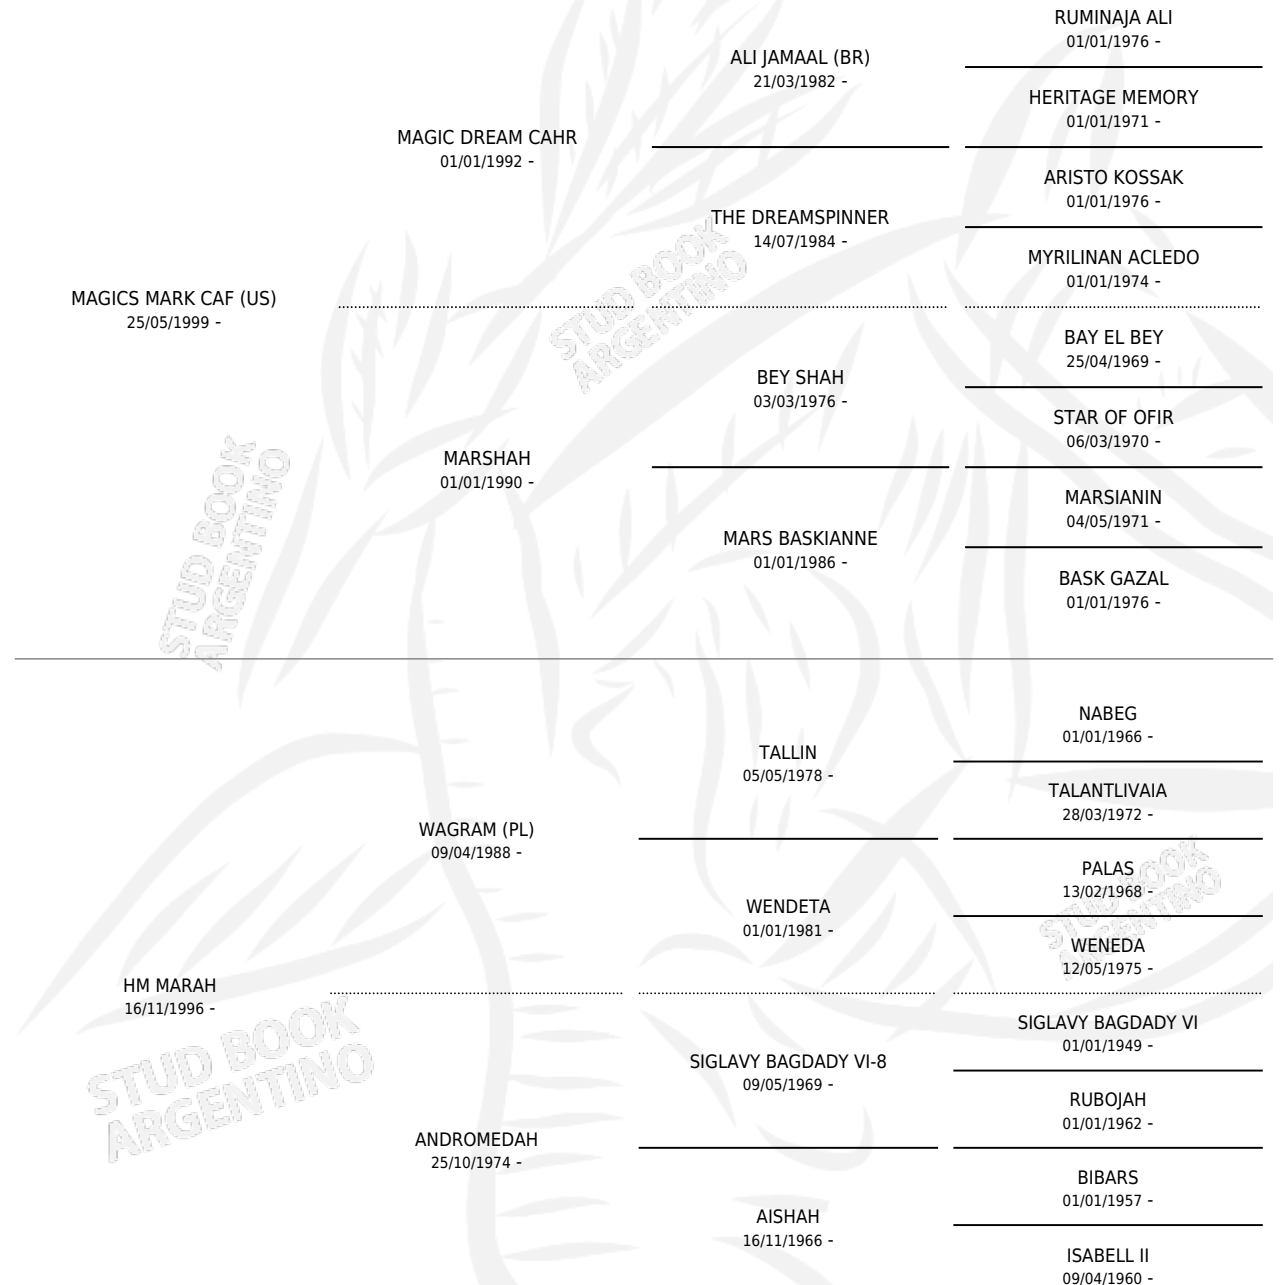 RUMINAJA ALI
01/01/1976 -
ALI JAMAAL (BR)
21/03/1982 -
HERITAGE MEMORY
01/01/1971 -
MAGIC DREAM CAHR
01/01/1992 -
ARISTO KOSSAK
01/01/1976 -
THE DREAMSPINNER
14/07/1984 -
MYRILINAN ACLEDO
01/01/1974 -
MAGICS MARK CAF (US)
25/05/1999 -
BAY EL BEY
25/04/1969 -
BEY SHAH
03/03/1976 -
STAR OF OFIR
06/03/1970 -
MARSHAH
01/01/1990 -
MARSIANIN
04/05/1971 -
MARS BASKIANNE
01/01/1986 -
BASK GAZAL
01/01/1976 -
STUD BOOK
ARGENTINO
STUD BOOK
ARGENTINO
NABEG
01/01/1966 -
TALLIN
05/05/1978 -
TALANTLIVAIA
28/03/1972 -
WAGRAM (PL)
09/04/1988 -
PALAS
13/02/1968 -
WENDETA
01/01/1981 -
WENEDA
12/05/1975 -
HM MARAH
16/11/1996 -
SIGLAVY BAGDADY VI
01/01/1949 -
SIGLAVY BAGDADY VI-8
09/05/1969 -
RUBOJAH
01/01/1962 -
ANDROMEDAH
25/10/1974 -
BIBARS
01/01/1957 -
AISHAH
16/11/1966 -
ISABELL II
09/04/1960 -
STUD BOOK
ARGENTINO
STUD BOOK
ARGENTINO